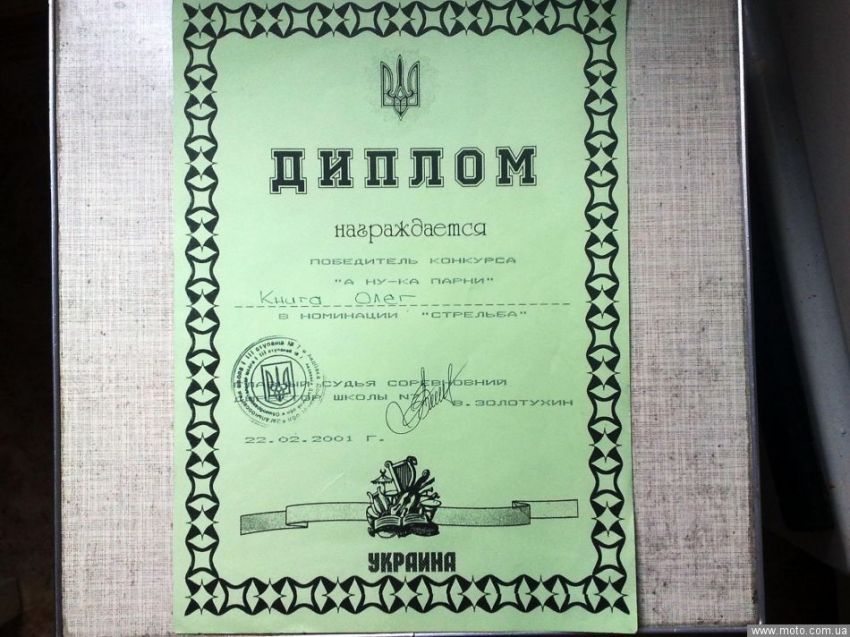 ДИПЛОМ
награждается
ПОБЕДИТЕЛЬ КОНКУРСА
"А НУ-КА ПАРНИ"
Книга Олег
В НОМИНАЦИИ "СТРЕЛЬБА"
СУДЬЯ СОРЕВНОВНИЙ
ШКОЛЫ В.ЗОЛОТУХИН
22.02.2001 Г.
УКРАИНА
www.moto.com.ua